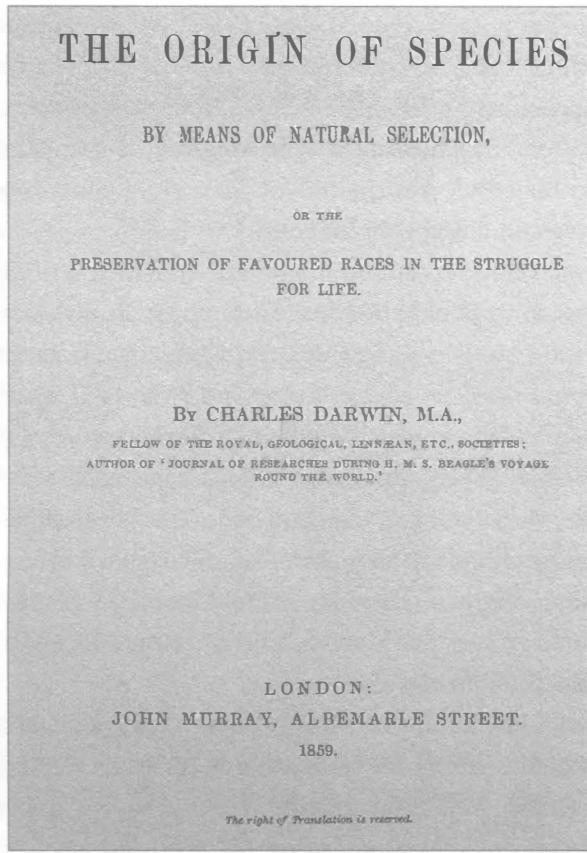 THE ORIGIN OF SPECIES
BY MEANS OF NATURAL SELECTION,
OR THE
PRESERVATION OF FAVOURED RACES IN THE STRUGGLE
FOR LIFE.
BY CHARLES DARWIN, M.A.,
FELLOW OF THE ROYAL, GEOLOGICAL, LINNÆAN, ETC., SOCIETIES;
AUTHOR OF 'JOURNAL OF RESEARCHES DURING H. M. S. BEAGLE'S VOYAGE
ROUND THE WORLD.'
LONDON:
JOHN MURRAY, ALBEMARLE STREET.
1859.
The right of Translation is reserved.